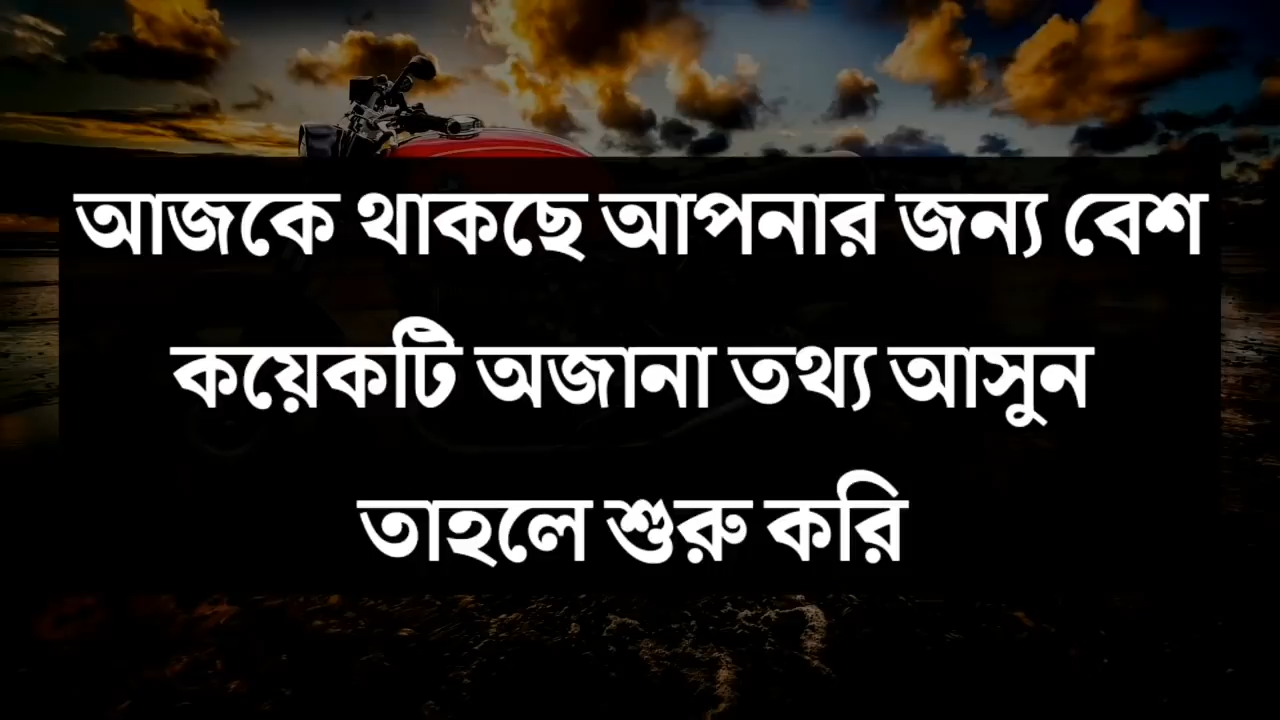 আজকে থাকছে আপনার জন্য বেশ
কয়েকটি অজানা তথ্য আসুন
তাহলে শুরু করি